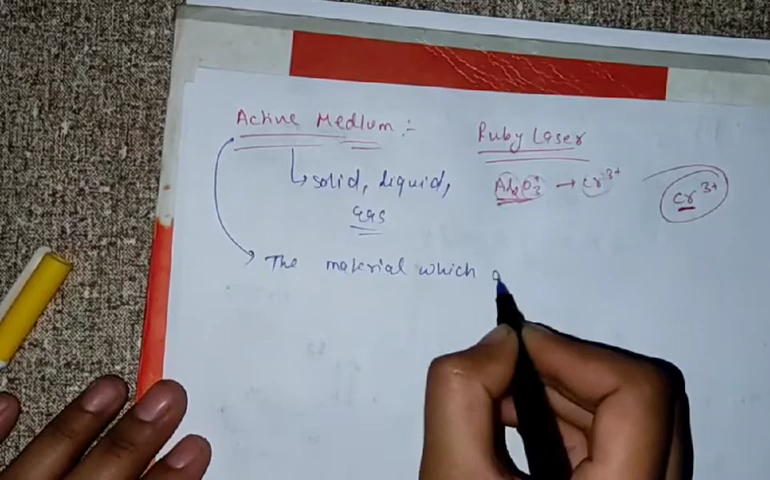 Active Medium :-
Ruby Laser
solid, liquid,
gas
Al2O3 → Cr3+
Cr3+
The material which a